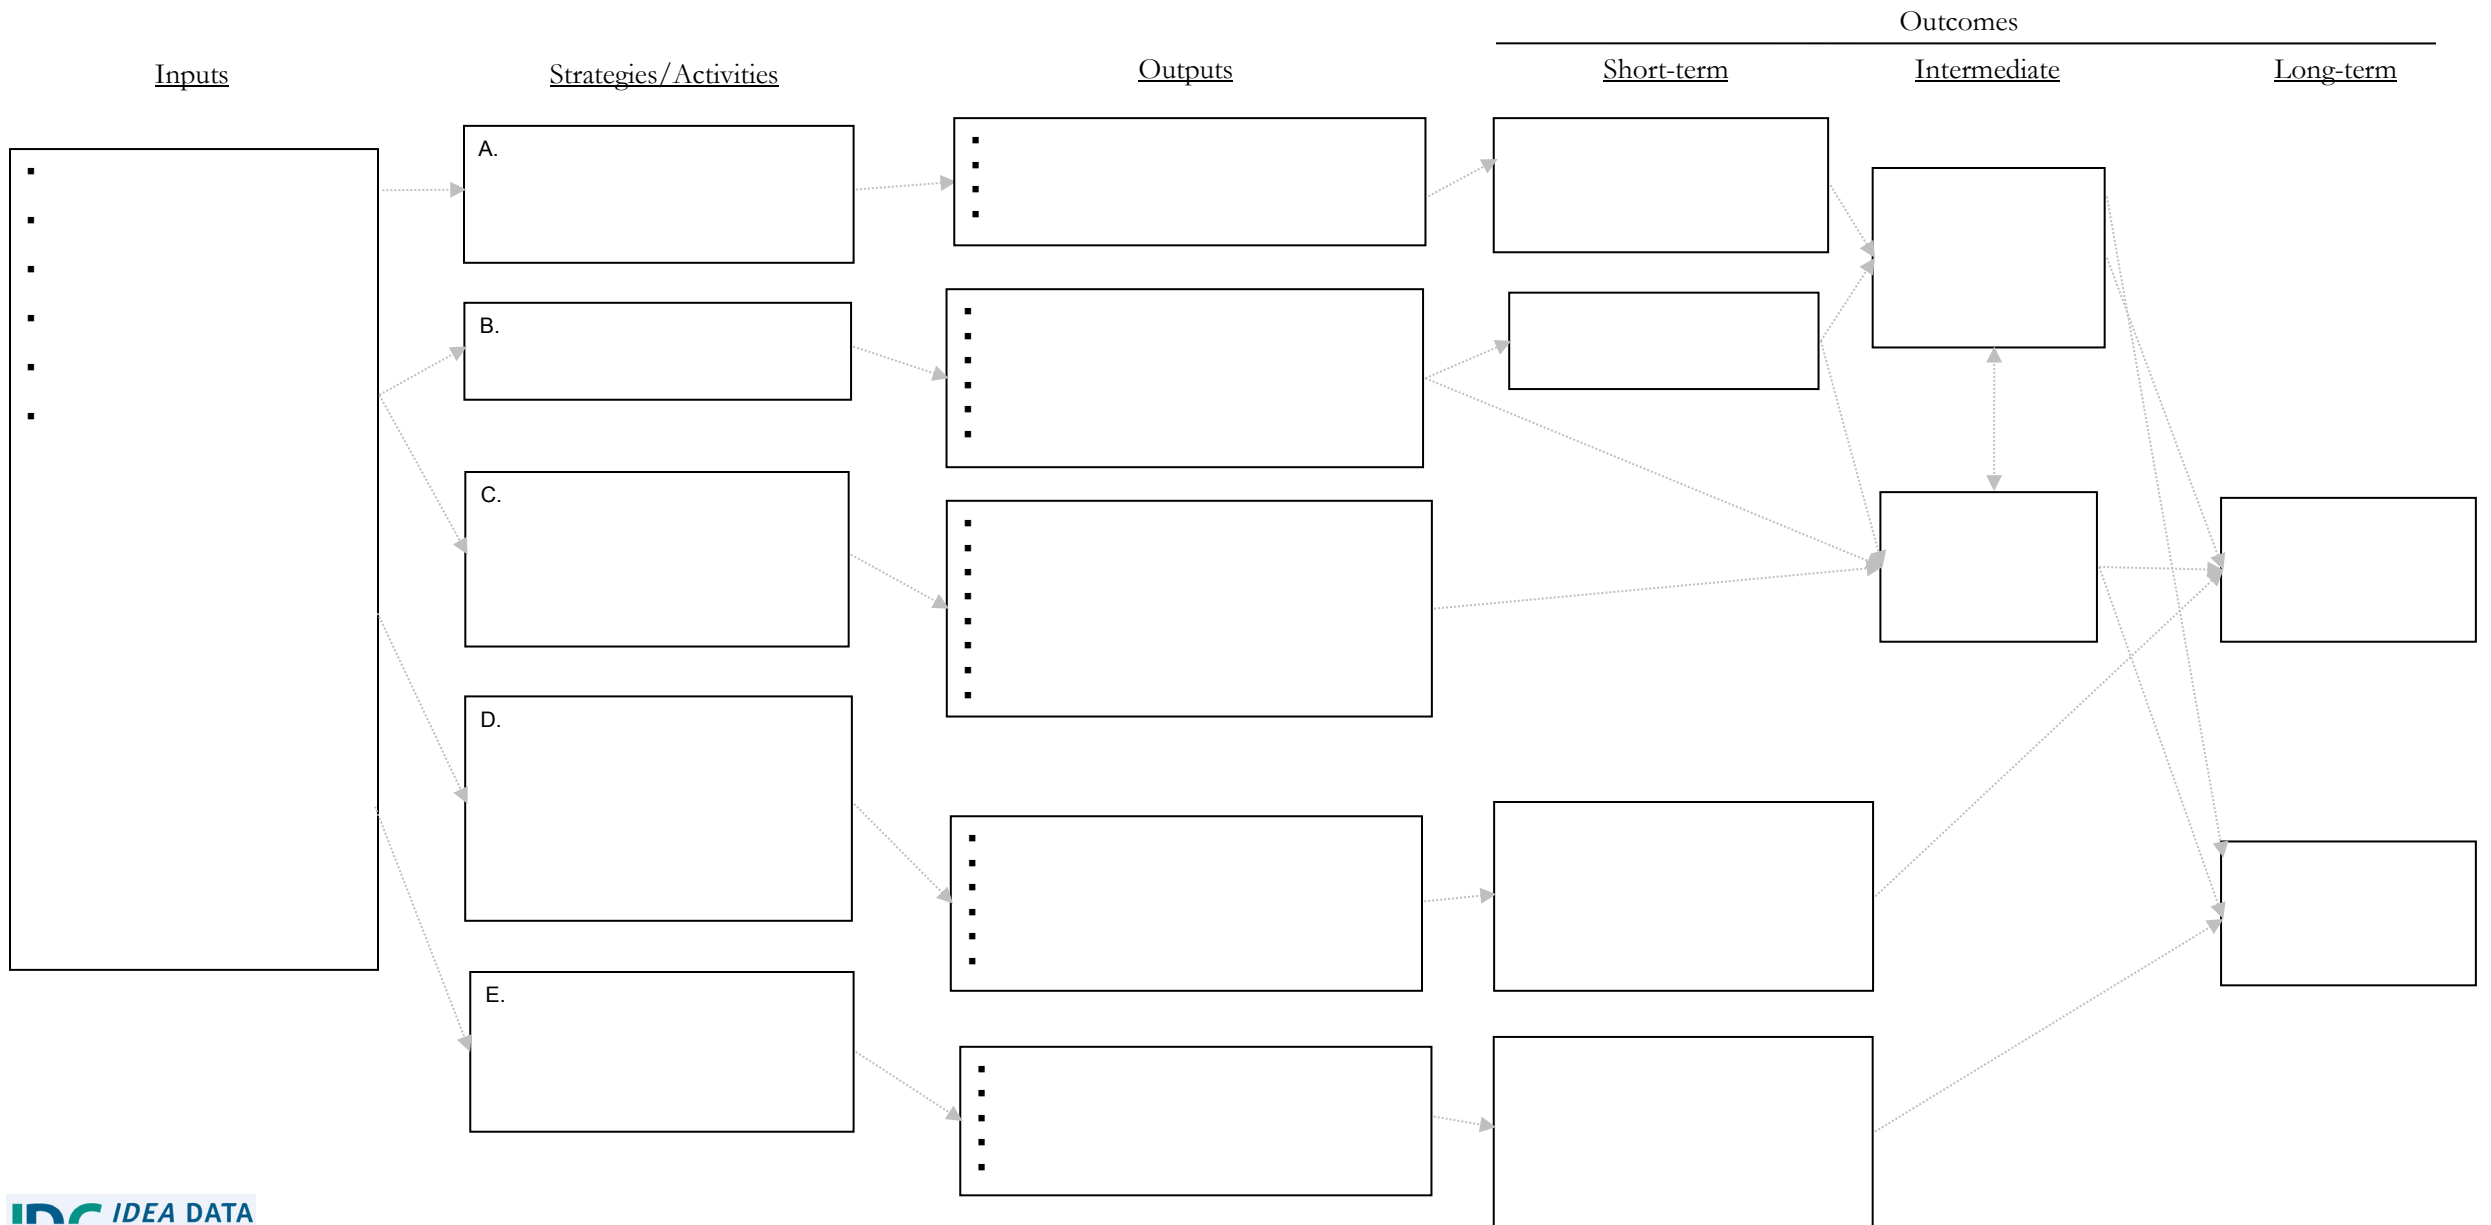 Outcomes
Inputs
Strategies/Activities
Outputs
Short-term
Intermediate
Long-term
A.
B.
C.
D.
E.
IDC IDEA DATA